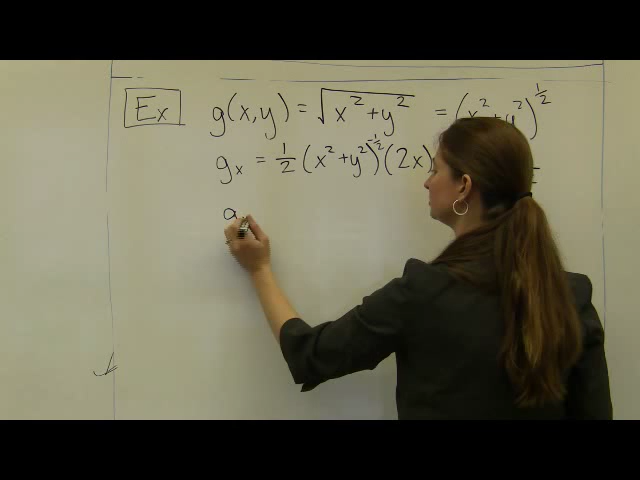 Ex g(x,y) = √x²+y² = (x²+y²)^½
gₓ = ½ (x²+y²)^-½ (2x)